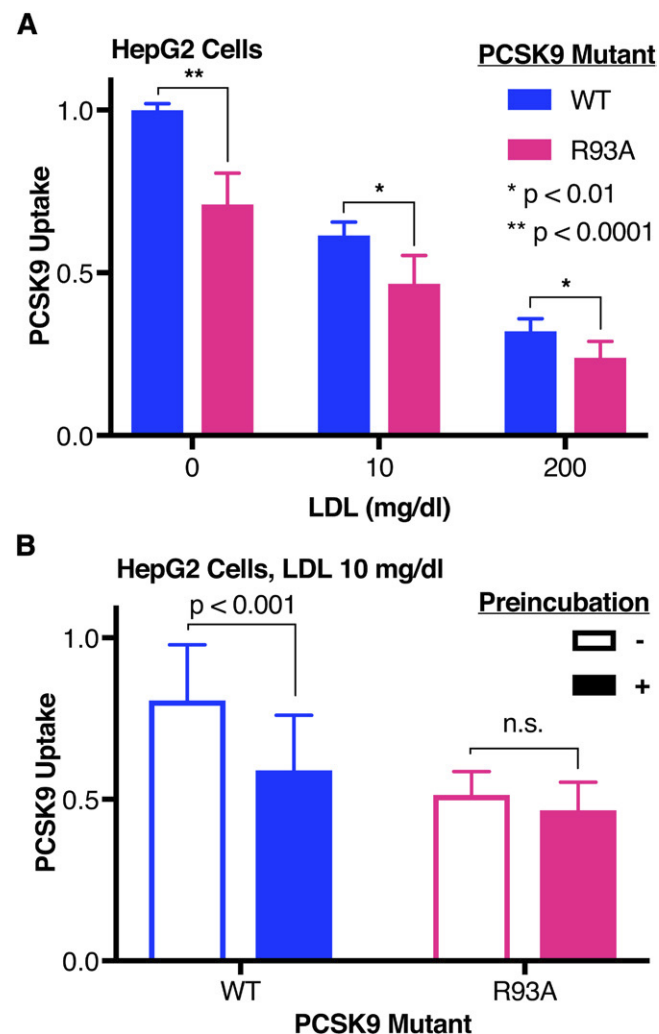 A
HepG2 Cells
PCSK9 Mutant
WT
R93A
* p < 0.01
** p < 0.0001
**
*
*
PCSK9 Uptake
1.0
0.5
0.0
0
10
200
LDL (mg/dl)
B
HepG2 Cells, LDL 10 mg/dl
p < 0.001
Preincubation
-
+
n.s.
PCSK9 Uptake
1.0
0.5
0.0
WT
R93A
PCSK9 Mutant